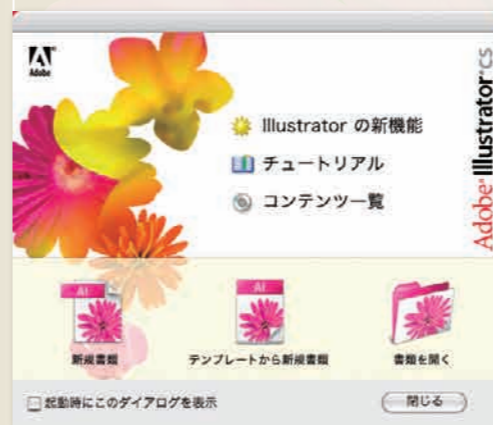 Adobe
Illustrator の新機能
チュートリアル
コンテンツ一覧
Adobe Illustrator CS
AI
新規書類
AI
テンプレートから新規書類
書類を開く
起動時にこのダイアログを表示
閉じる